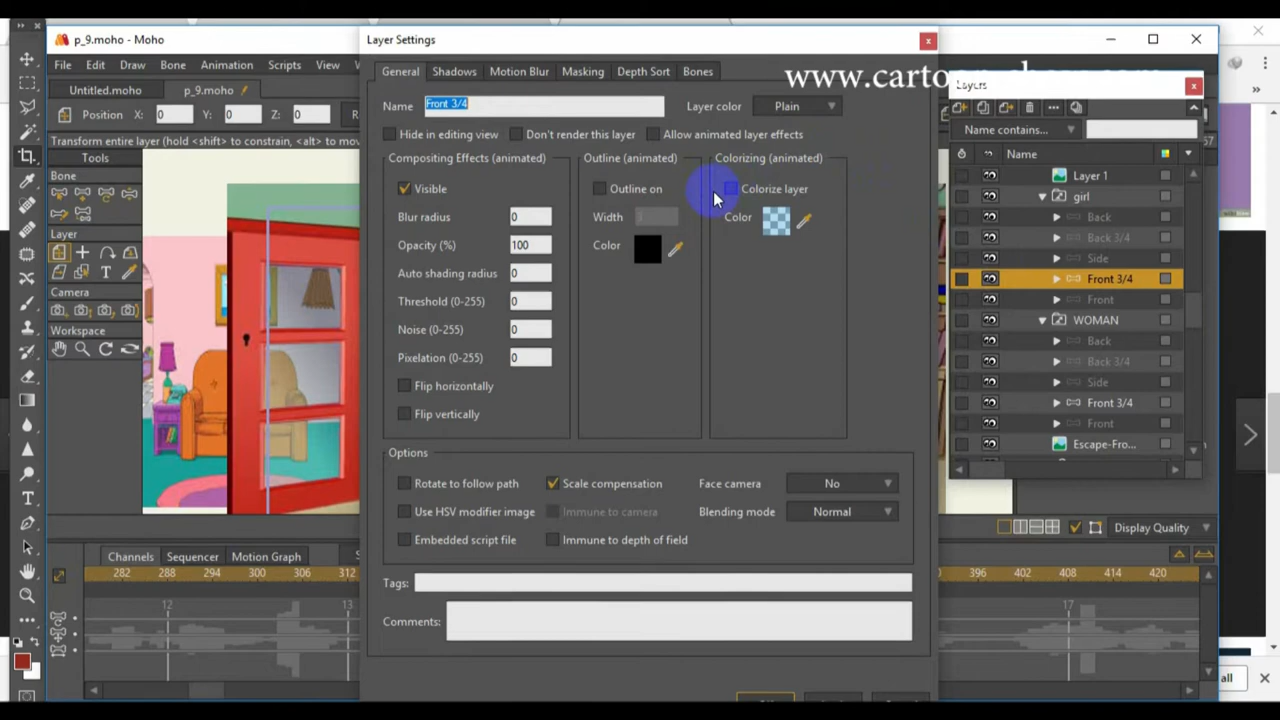 p_9.moho - Moho
Layer Settings
File Edit Draw Bone Animation Scripts View
General Shadows Motion Blur Masking Depth Sort Bones
www.cartoon-show.com
Layers
Untitled.moho p_9.moho
Name Front 3/4 Layer color Plain
Position X: 0 Y: 0 Z: 0
Hide in editing view Don't render this layer Allow animated layer effects
Name contains...
Transform entire layer (hold <shift> to constrain, <alt> to mov
Name
Tools
Compositing Effects (animated) Outline (animated) Colorizing (animated)
Bone
Layer 1
Visible Outline on Colorize layer
girl
Blur radius 0 Width Color
Back
Layer
Back 3/4
Opacity (%) 100 Color
Side
Auto shading radius 0
Front 3/4
Camera
Threshold (0-255) 0
Front
WOMAN
Workspace
Noise (0-255) 0
Back
Pixelation (0-255) 0
Back 3/4
Flip horizontally
Side
Flip vertically
Front 3/4
Front
Options
Escape-Fro...
Rotate to follow path Scale compensation Face camera No
Use HSV modifier image Immune to camera Blending mode Normal
Display Quality
Embedded script file Immune to depth of field
Channels Sequencer Motion Graph
282 288 294 300 306 312 396 402 408 414 420
Tags:
12 13 17
Comments:
all